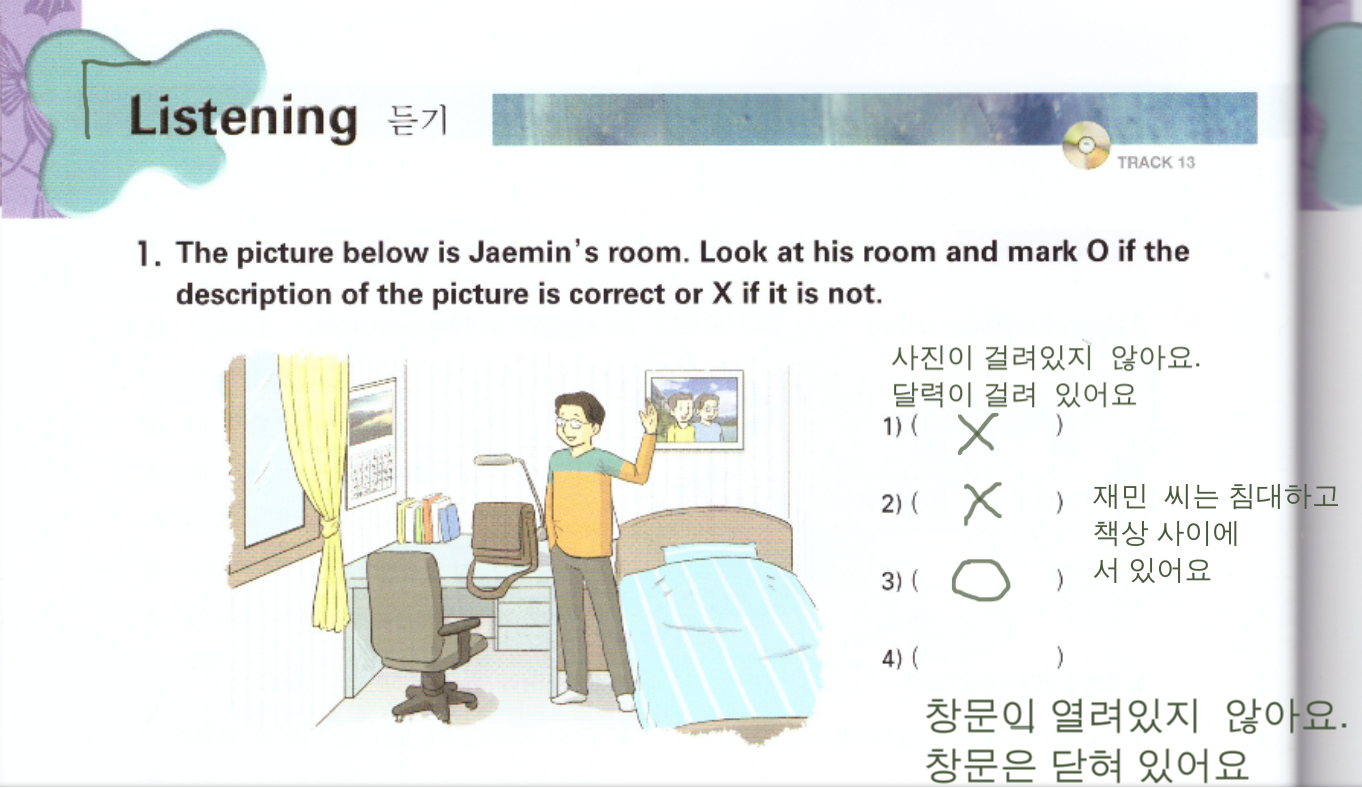 Listening 듣기
TRACK 13
1. The picture below is Jaemin's room. Look at his room and mark O if the
description of the picture is correct or X if it is not.
사진이 걸려있지 않아요.
달력이 걸려 있어요
1) ( X )
2) ( X )
재민 씨는 침대하고
책상 사이에
서 있어요
3) ( O )
4) ( )
창문이 열려있지 않아요.
창문은 닫혀 있어요